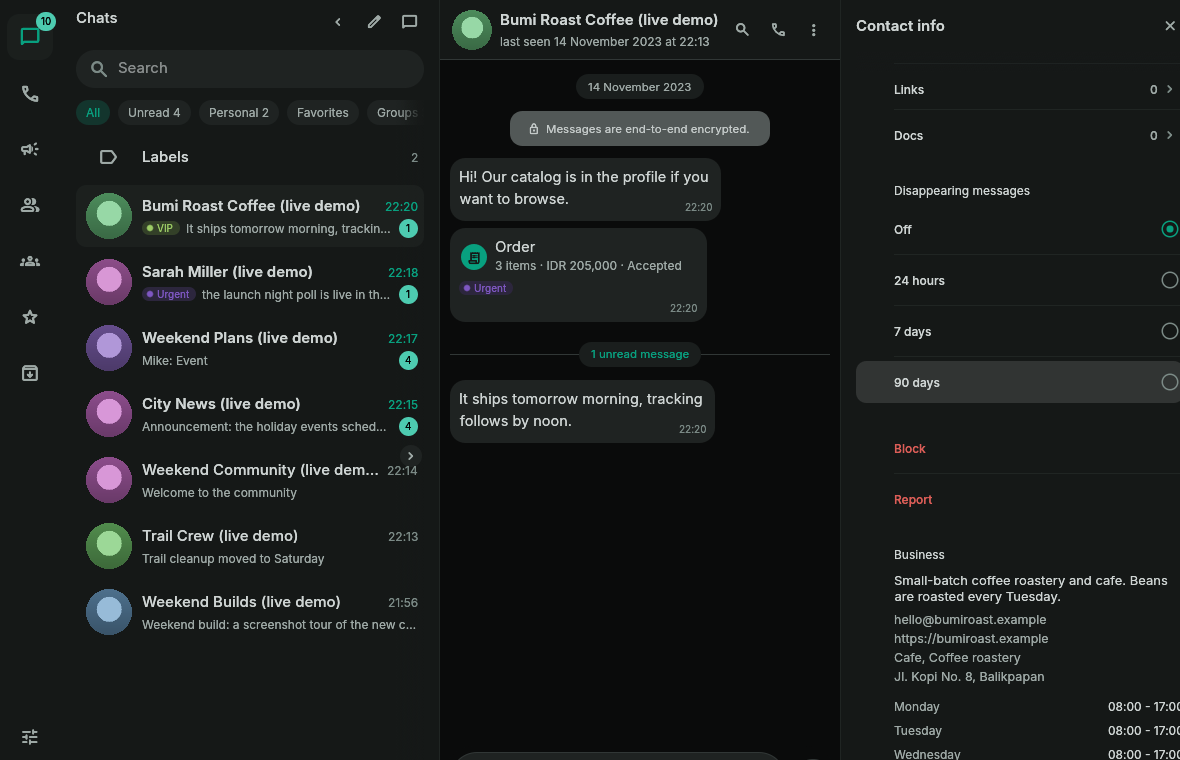 10
Chats
Search
All
Unread 4
Personal 2
Favorites
Groups
Labels
2
Bumi Roast Coffee (live demo)
22:20
VIP
It ships tomorrow morning, trackin...
1
Sarah Miller (live demo)
22:18
Urgent
the launch night poll is live in th...
1
Weekend Plans (live demo)
22:17
Mike: Event
4
City News (live demo)
22:15
Announcement: the holiday events sched...
4
Weekend Community (live dem...
22:14
Welcome to the community
Trail Crew (live demo)
22:13
Trail cleanup moved to Saturday
Weekend Builds (live demo)
21:56
Weekend build: a screenshot tour of the new c...
Bumi Roast Coffee (live demo)
last seen 14 November 2023 at 22:13
14 November 2023
Messages are end-to-end encrypted.
Hi! Our catalog is in the profile if you
want to browse.
22:20
Order
3 items · IDR 205,000 · Accepted
Urgent
22:20
1 unread message
It ships tomorrow morning, tracking
follows by noon.
22:20
Contact info
Links
0
Docs
0
Disappearing messages
Off
24 hours
7 days
90 days
Block
Report
Business
Small-batch coffee roastery and cafe. Beans
are roasted every Tuesday.
hello@bumiroast.example
https://bumiroast.example
Cafe, Coffee roastery
Jl. Kopi No. 8, Balikpapan
Monday
08:00 - 17:00
Tuesday
08:00 - 17:00
Wednesday
08:00 - 17:00